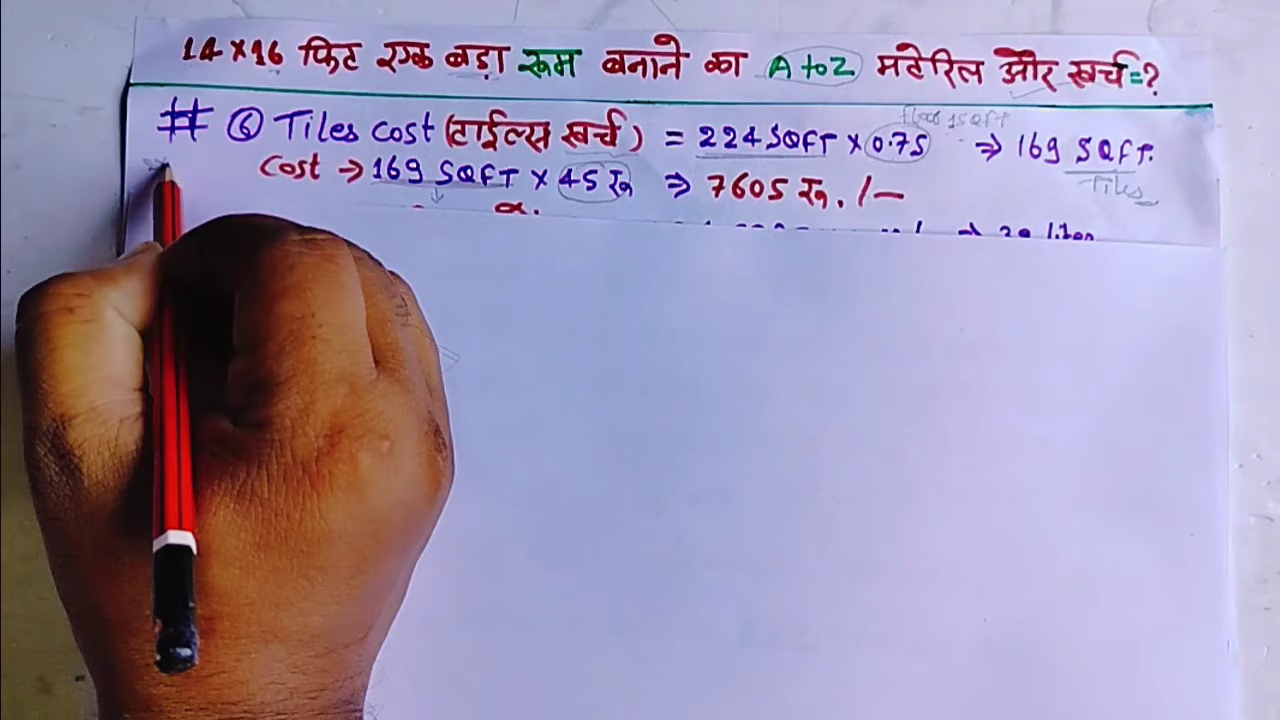 14×16 फिट एक बड़ा रूम बनाने का A to Z मटेरिल और खर्च =?
# ⑥ Tiles cost (टाईल्स खर्च) = 224 SQFT × 0.75 ⇒ 169 SQFT.
Cost → 169 SQFT × 45 रु ⇒ 7605 रु. /-
Tiles